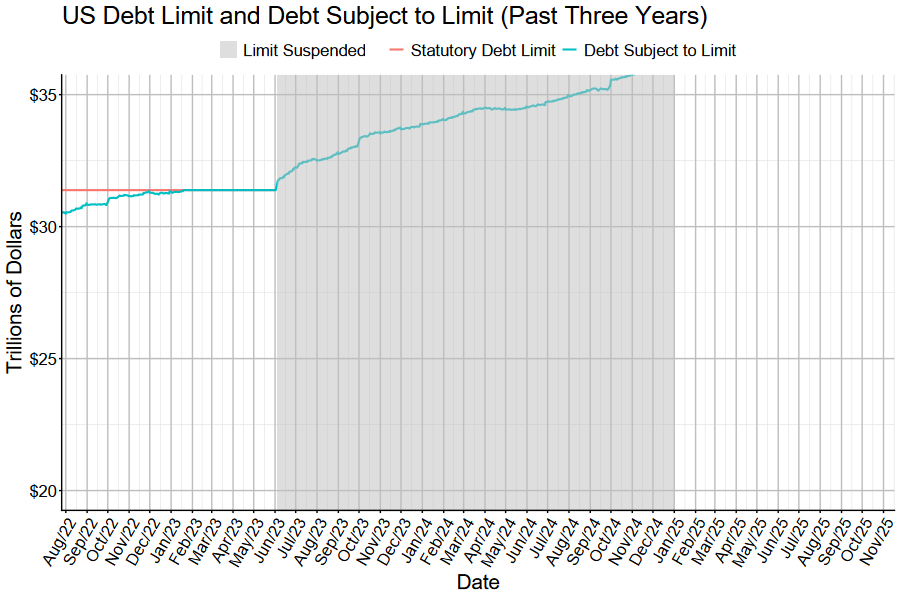 US Debt Limit and Debt Subject to Limit (Past Three Years)
Limit Suspended Statutory Debt Limit Debt Subject to Limit
Trillions of Dollars
$35
$30
$25
$20
Aug/22 Sep/22 Oct/22 Nov/22 Dec/22 Jan/23 Feb/23 Mar/23 Apr/23 May/23 Jun/23 Jul/23 Aug/23 Sep/23 Oct/23 Nov/23 Dec/23 Jan/24 Feb/24 Mar/24 Apr/24 May/24 Jun/24 Jul/24 Aug/24 Sep/24 Oct/24 Nov/24 Dec/24 Jan/25 Feb/25 Mar/25 Apr/25 May/25 Jun/25 Jul/25 Aug/25 Sep/25 Oct/25 Nov/25
Date